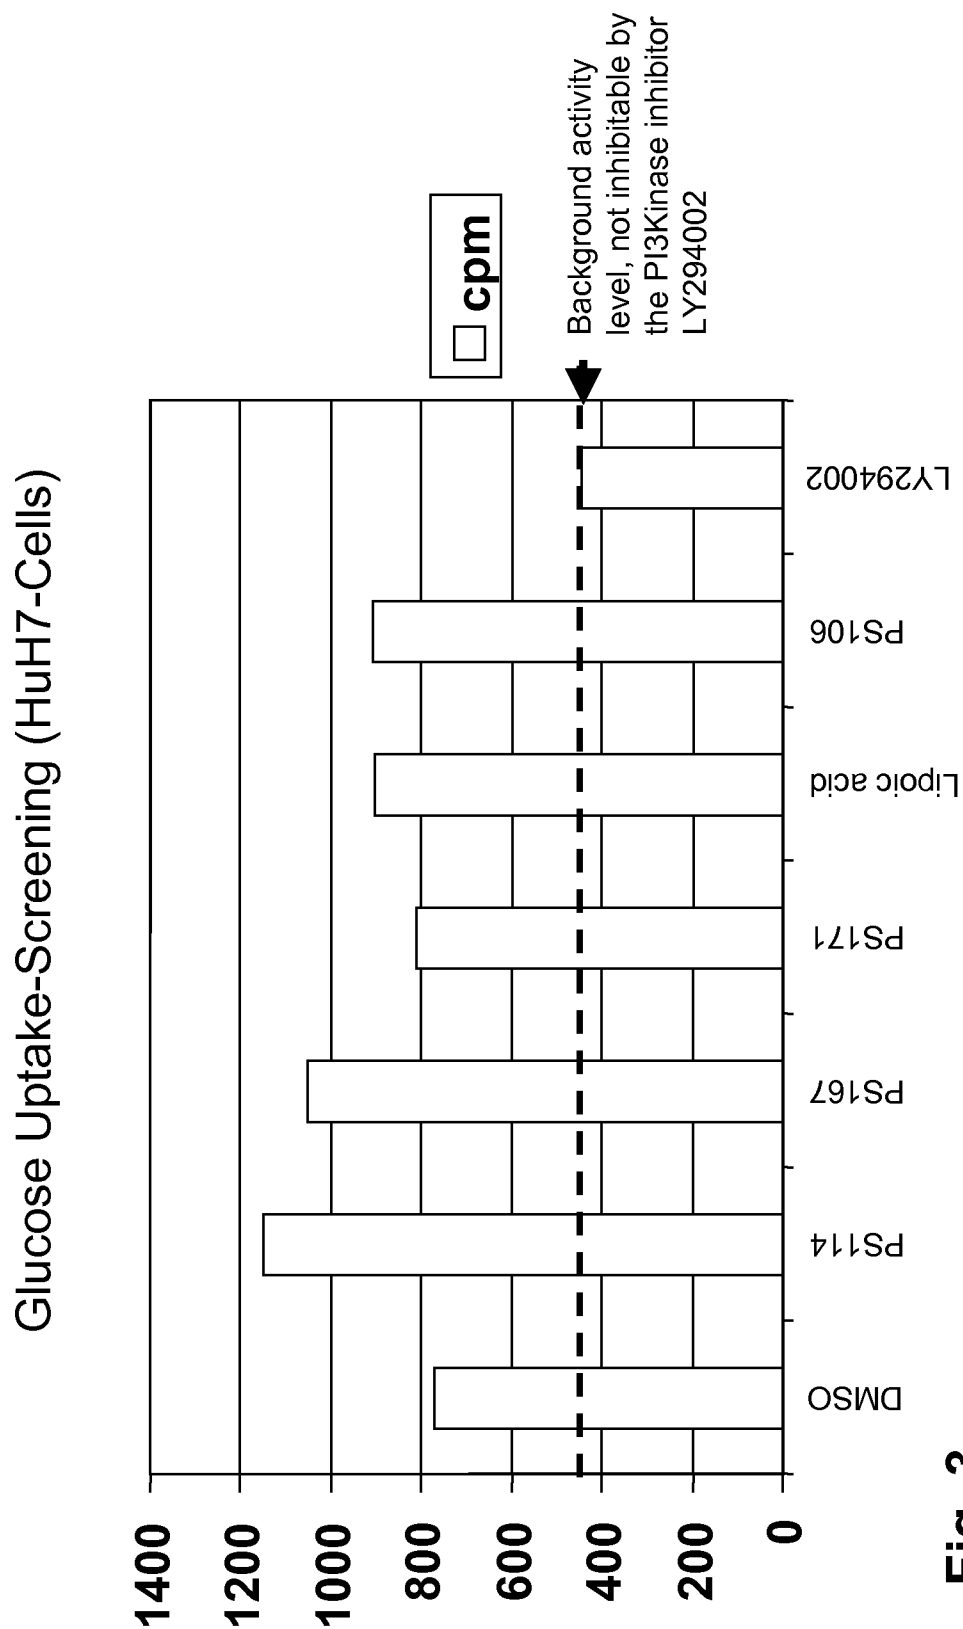 Glucose Uptake-Screening (HuH7-Cells)
1400
1200
1000
800
600
400
200
0
DMSO
PS114
PS167
PS171
Lipoic acid
PS106
LY294002
cpm
Background activity
level, not inhibitable by
the PI3Kinase inhibitor
LY294002